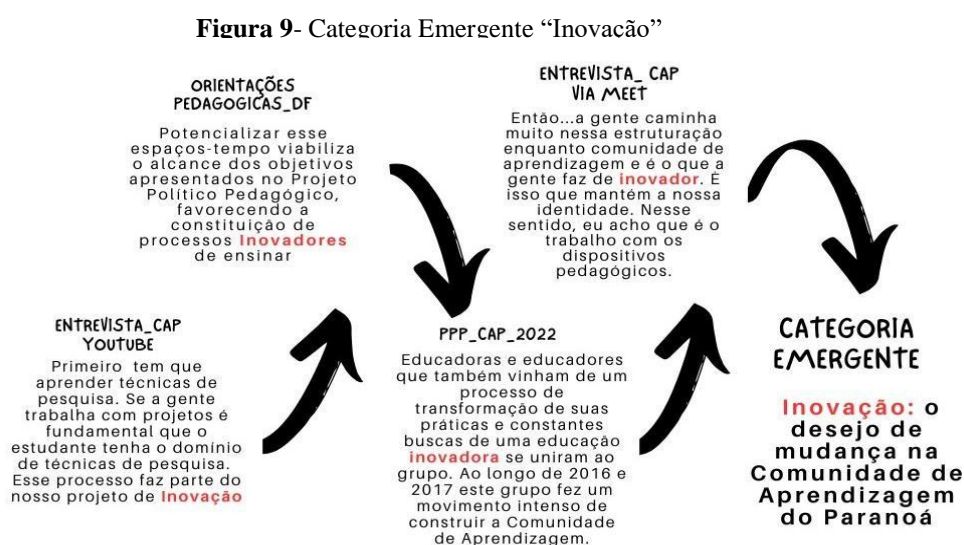 Figura 9- Categoria Emergente “Inovação”
ORIENTAÇÕES
PEDAGOGICAS_DF
Potencializar esse
espaços-tempo viabiliza
o alcance dos objetivos
apresentados no Projeto
Político Pedagógico,
favorecendo a
constituição de
processos Inovadores
de ensinar
ENTREVISTA_ CAP
VIA MEET
Então...a gente caminha
muito nessa estruturação
enquanto comunidade de
aprendizagem e é o que a
gente faz de inovador. É
isso que mantém a nossa
identidade. Nesse
sentido, eu acho que é o
trabalho com os
dispositivos
pedagógicos.
ENTREVISTA_CAP
YOUTUBE
Primeiro tem que
aprender técnicas de
pesquisa. Se a gente
trabalha com projetos é
fundamental que o
estudante tenha o domínio
de técnicas de pesquisa.
Esse processo faz parte do
nosso projeto de Inovação
PPP_CAP_2022
Educadoras e educadores
que também vinham de um
processo de
transformação de suas
práticas e constantes
buscas de uma educação
inovadora se uniram ao
grupo. Ao longo de 2016 e
2017 este grupo fez um
movimento intenso de
construir a Comunidade
de Aprendizagem.
CATEGORIA
EMERGENTE
Inovação: o
desejo de
mudança na
Comunidade de
Aprendizagem
do Paranoá